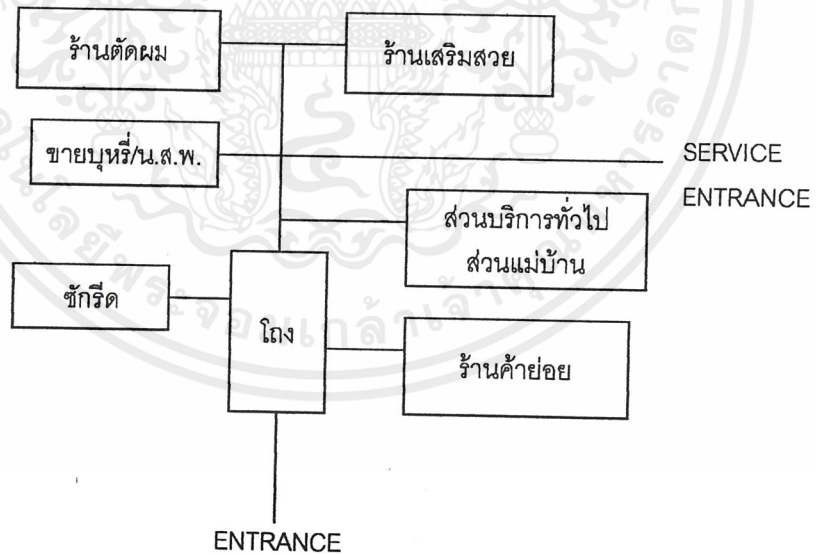 ร้านตัดผม
ร้านเสริมสวย
ขายบุหรี่/น.ส.พ.
SERVICE
ENTRANCE
ส่วนบริการทั่วไป
ส่วนแม่บ้าน
ซักรีด
โถง
ร้านค้าย่อย
ENTRANCE